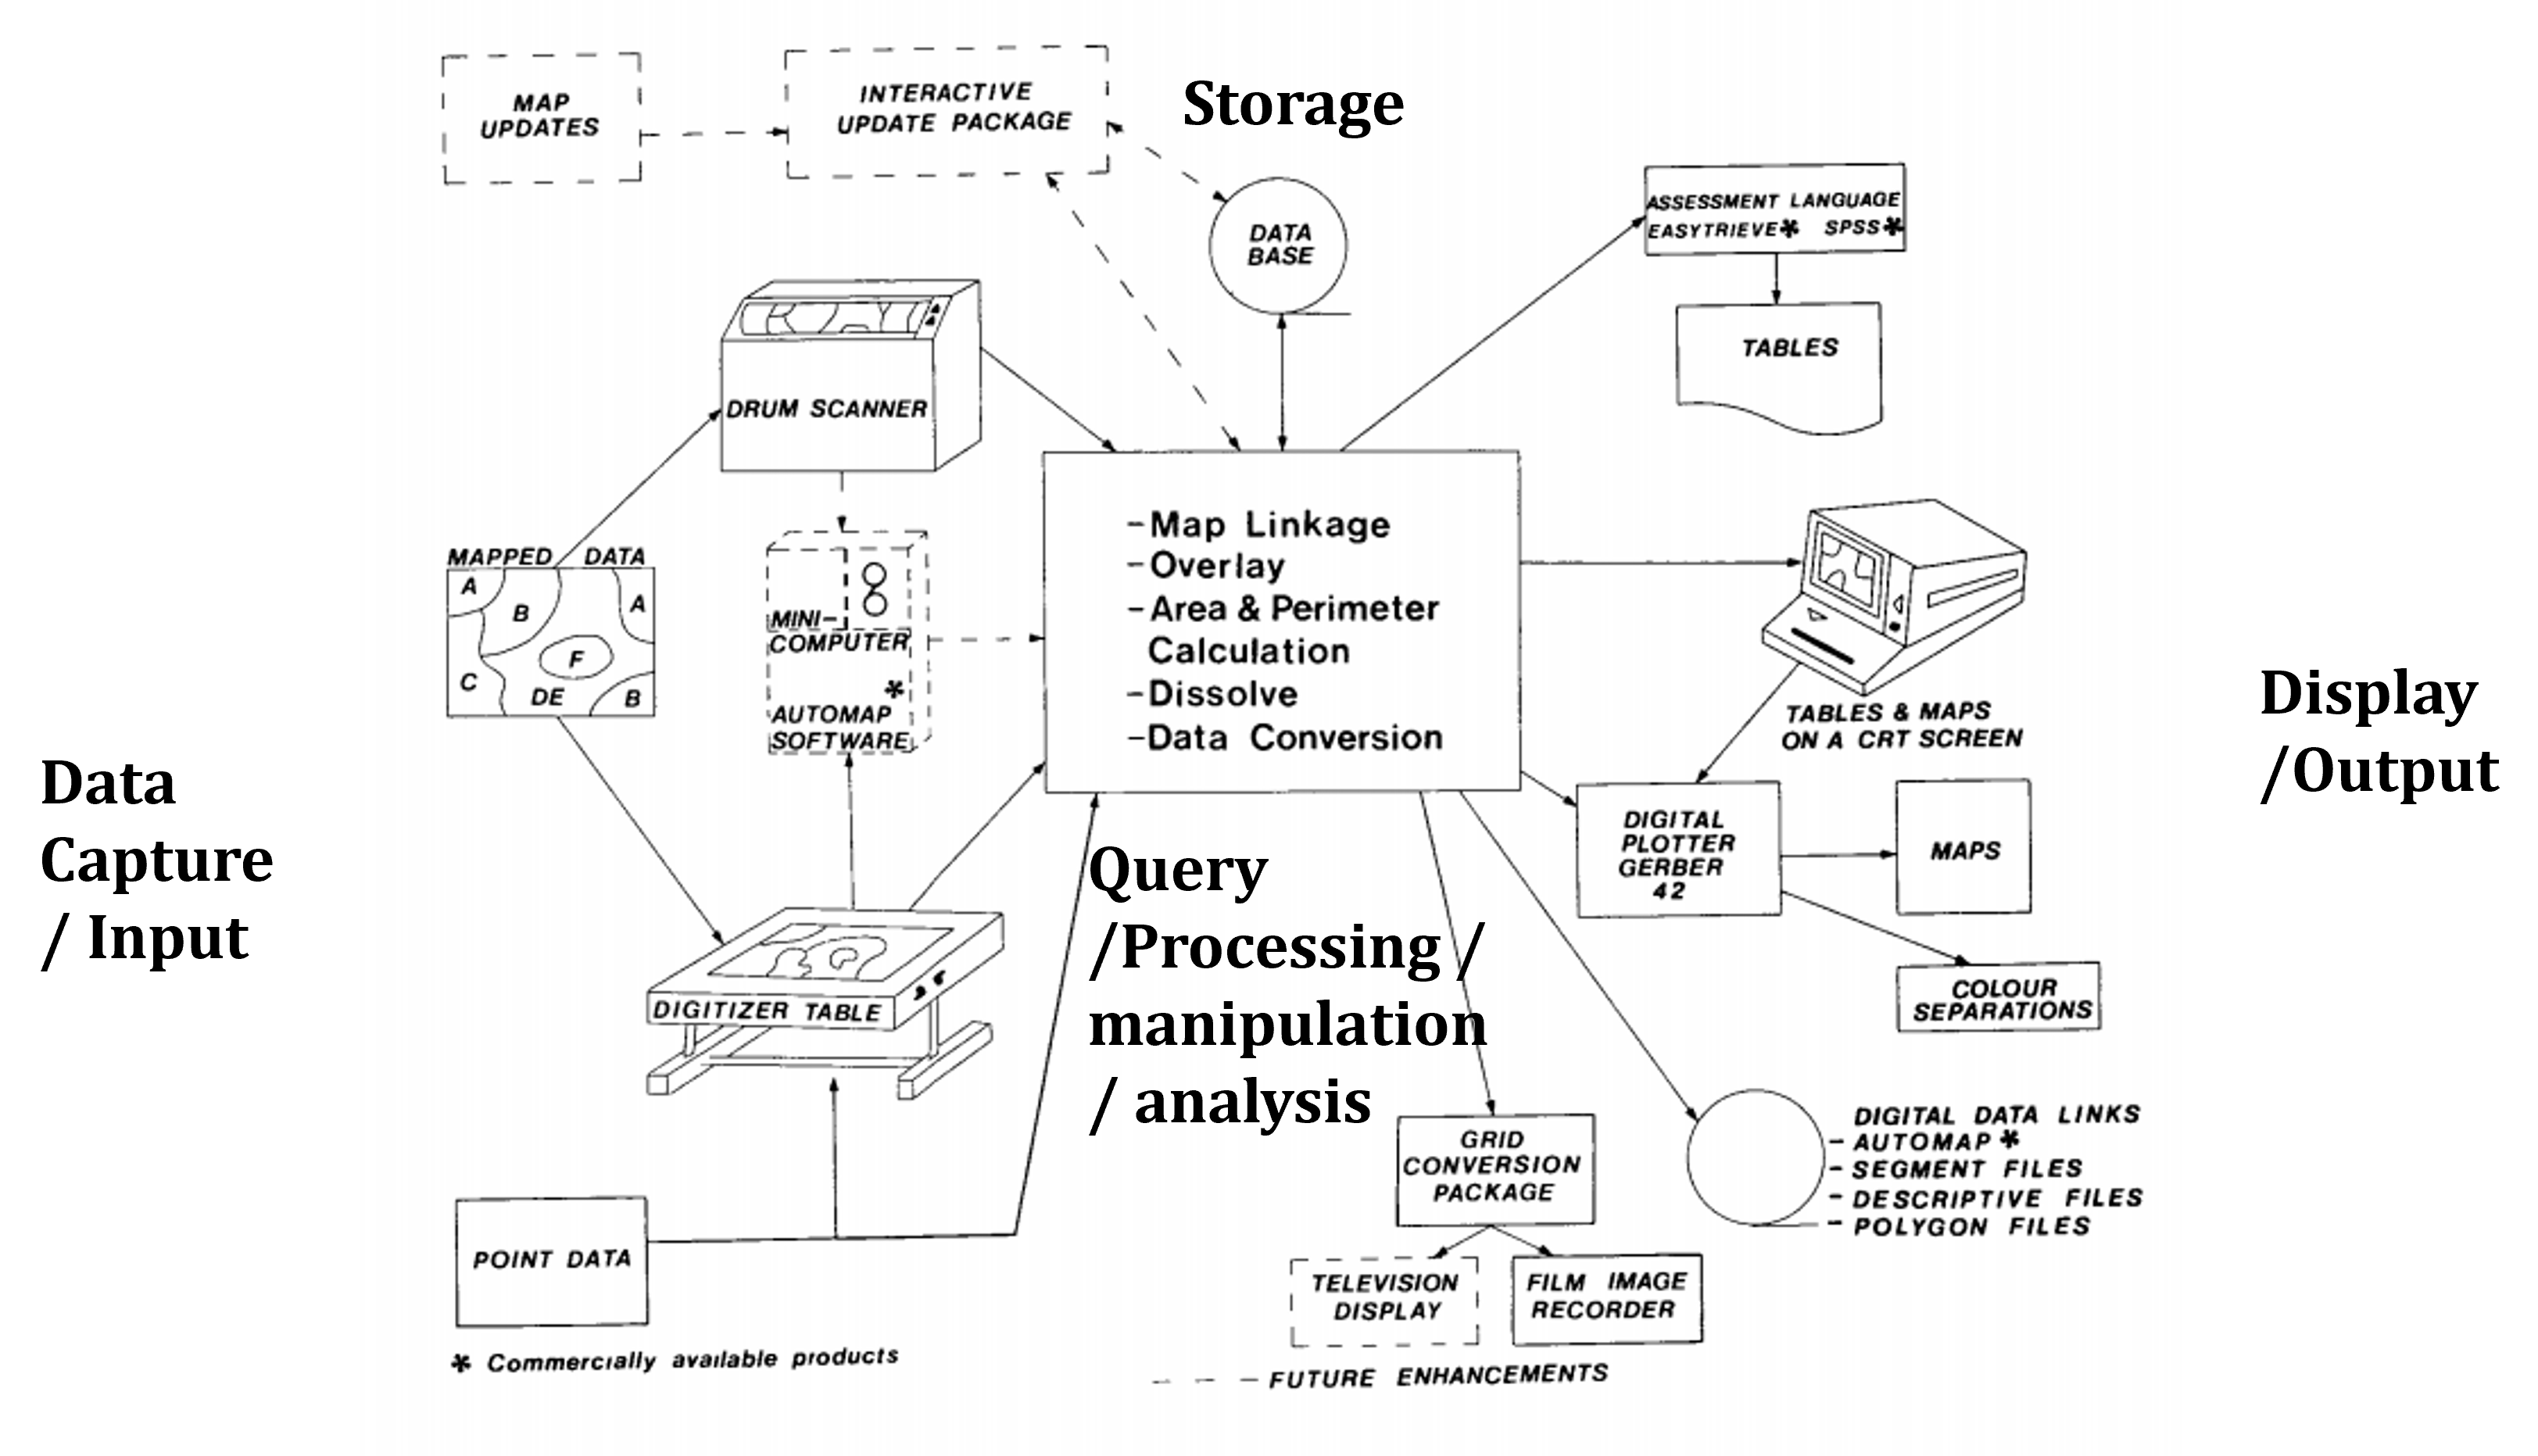 MAP
UPDATES
INTERACTIVE
UPDATE PACKAGE
Storage
DATA
BASE
ASSESSMENT LANGUAGE
EASYTRIEVE* SPSS*
TABLES
DRUM SCANNER
MAPPED DATA
A
B
A
F
C
DE
B
MINI-
COMPUTER
*
AUTOMAP
SOFTWARE
-Map Linkage
-Overlay
-Area & Perimeter
Calculation
-Dissolve
-Data Conversion
TABLES & MAPS
ON A CRT SCREEN
Display
/Output
Data
Capture
/ Input
DIGITAL
PLOTTER
GERBER
42
MAPS
COLOUR
SEPARATIONS
Query
/Processing /
manipulation
/ analysis
DIGITIZER TABLE
GRID
CONVERSION
PACKAGE
DIGITAL DATA LINKS
- AUTOMAP *
- SEGMENT FILES
- DESCRIPTIVE FILES
- POLYGON FILES
POINT DATA
TELEVISION
DISPLAY
FILM IMAGE
RECORDER
* Commercially available products
- - - FUTURE ENHANCEMENTS